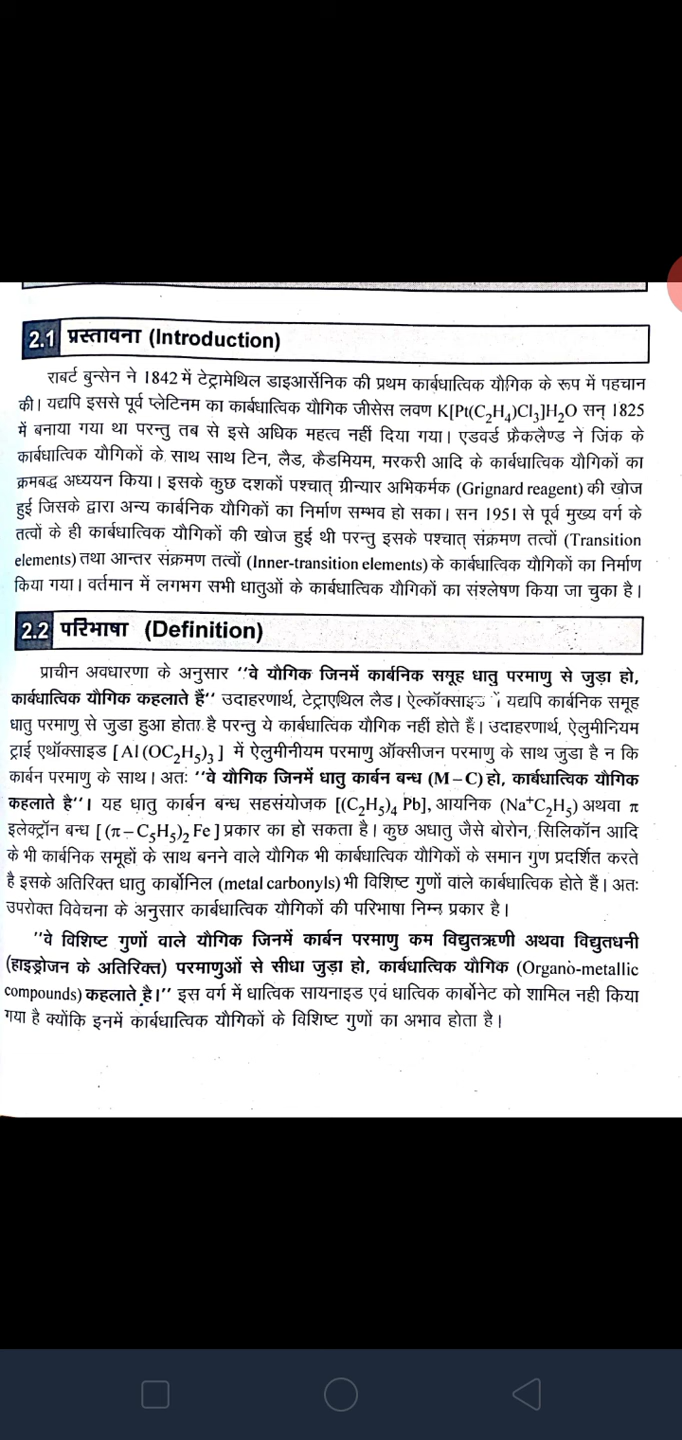 2.1 प्रस्तावना (Introduction)
राबर्ट बुन्सेन ने 1842 में टेट्रामेथिल डाइआर्सेनिक की प्रथम कार्बधात्विक यौगिक के रूप में पहचान
की। यद्यपि इससे पूर्व प्लेटिनम का कार्बधात्विक यौगिक जीसेस लवण K[Pt(C₂H₄)Cl₃]H₂O सन् 1825
में बनाया गया था परन्तु तब से इसे अधिक महत्व नहीं दिया गया। एडवर्ड फ्रैकलैण्ड ने जिंक के
कार्बधात्विक यौगिकों के साथ साथ टिन, लैड, कैडमियम, मरकरी आदि के कार्बधात्विक यौगिकों का
क्रमबद्ध अध्ययन किया। इसके कुछ दशकों पश्चात् ग्रीन्यार अभिकर्मक (Grignard reagent) की खोज
हुई जिसके द्वारा अन्य कार्बनिक यौगिकों का निर्माण सम्भव हो सका। सन 1951 से पूर्व मुख्य वर्ग के
तत्वों के ही कार्बधात्विक यौगिकों की खोज हुई थी परन्तु इसके पश्चात् संक्रमण तत्वों (Transition
elements) तथा आन्तर संक्रमण तत्वों (Inner-transition elements) के कार्बधात्विक यौगिकों का निर्माण
किया गया। वर्तमान में लगभग सभी धातुओं के कार्बधात्विक यौगिकों का संश्लेषण किया जा चुका है।
2.2 परिभाषा (Definition)
प्राचीन अवधारणा के अनुसार ''वे यौगिक जिनमें कार्बनिक समूह धातु परमाणु से जुड़ा हो,
कार्बधात्विक यौगिक कहलाते हैं'' उदाहरणार्थ, टेट्राएथिल लैड। यद्यपि कार्बनिक समूह
धातु परमाणु से जुडा हुआ होता है परन्तु ये कार्बधात्विक यौगिक नहीं होते हैं। उदाहरणार्थ, ऐलुमीनियम
ट्राई एथॉक्साइड [Al(OC₂H₅)₃] में ऐलुमीनीयम परमाणु ऑक्सीजन परमाणु के साथ जुडा है न कि
कार्बन परमाणु के साथ। अतः ''वे यौगिक जिनमें धातु कार्बन बन्ध (M–C) हो, कार्बधात्विक यौगिक
कहलाते है''। यह धातु कार्बन बन्ध सहसंयोजक [(C₂H₅)₄ Pb], आयनिक (Na⁺C₂H₅) अथवा π
इलेक्ट्रॉन बन्ध [(π–C₅H₅)₂ Fe] प्रकार का हो सकता है। कुछ अधातु जैसे बोरोन, सिलिकॉन आदि
के भी कार्बनिक समूहों के साथ बनने वाले यौगिक भी कार्बधात्विक यौगिकों के समान गुण प्रदर्शित करते
है इसके अतिरिक्त धातु कार्बोनिल (metal carbonyls) भी विशिष्ट गुणों वाले कार्बधात्विक होते हैं। अतः
उपरोक्त विवेचना के अनुसार कार्बधात्विक यौगिकों की परिभाषा निम्न प्रकार है।
''वे विशिष्ट गुणों वाले यौगिक जिनमें कार्बन परमाणु कम विद्युतऋणी अथवा विद्युतधनी
(हाइड्रोजन के अतिरिक्त) परमाणुओं से सीधा जुड़ा हो, कार्बधात्विक यौगिक (Organo-metallic
compounds) कहलाते है।'' इस वर्ग में धात्विक सायनाइड एवं धात्विक कार्बोनेट को शामिल नही किया
गया है क्योंकि इनमें कार्बधात्विक यौगिकों के विशिष्ट गुणों का अभाव होता है।